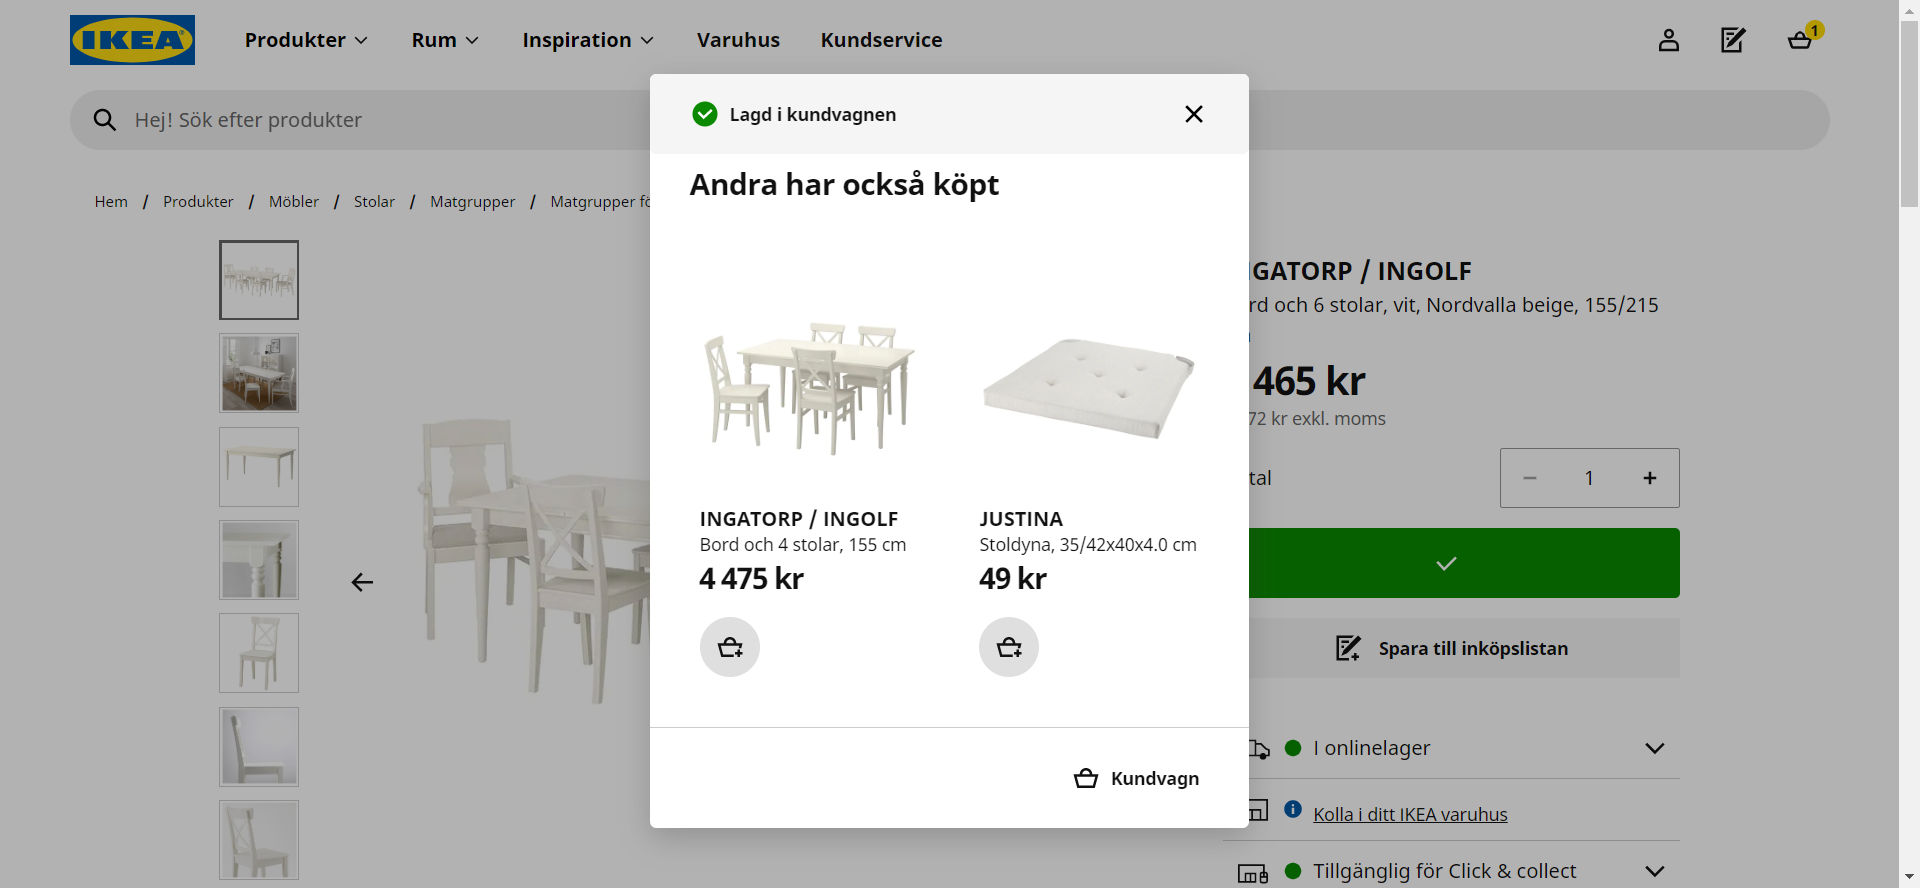 IKEA
Produkter
Rum
Inspiration
Varuhus
Kundservice
1
Hej! Sök efter produkter
Hem / Produkter / Möbler / Stolar / Matgrupper / Matgrupper fö
Lagd i kundvagnen
Andra har också köpt
INGATORP / INGOLF
Bord och 4 stolar, 155 cm
4 475 kr
JUSTINA
Stoldyna, 35/42x40x4.0 cm
49 kr
Kundvagn
GATORP / INGOLF
rd och 6 stolar, vit, Nordvalla beige, 155/215
465 kr
72 kr exkl. moms
tal
1
Spara till inköpslistan
I onlinelager
Kolla i ditt IKEA varuhus
Tillgänglig för Click & collect